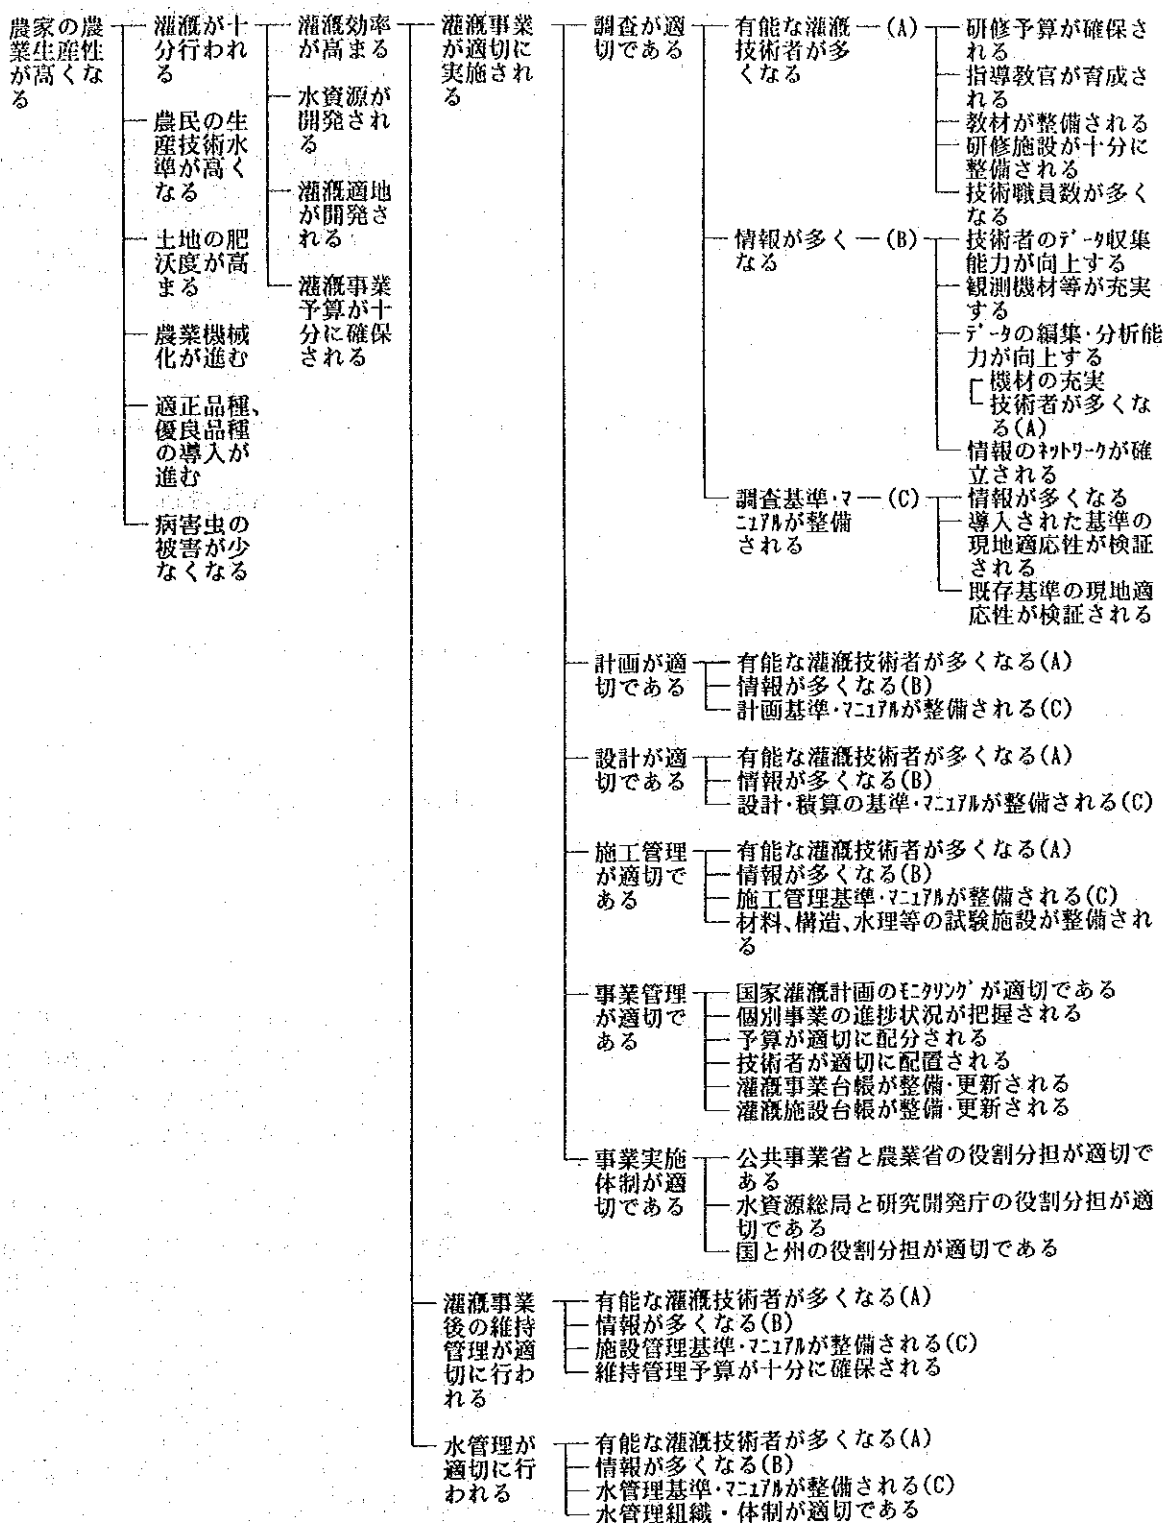 農家の農
業生産性
が高くな
る
灌漑が十
分行われ
る
農民の生
産技術水
準が高く
なる
土地の肥
沃度が高
まる
農業機械
化が進む
適正品種、
優良品種
の導入が
進む
病害虫の
被害が少
なくなる
灌漑効率
が高まる
水資源が
開発され
る
灌漑適地
が開発さ
れる
灌漑事業
予算が十
分に確保
される
灌漑事業
が適切に
実施され
る
調査が適
切である
有能な灌漑
技術者が多
くなる
(A)
研修予算が確保さ
れる
指導教官が育成さ
れる
教材が整備される
研修施設が十分に
整備される
技術職員数が多く
なる
情報が多く
なる
(B)
技術者のデータ収集
能力が向上する
観測機材等が充実
する
データの編集・分析能
力が向上する
機材の充実
技術者が多くな
る(A)
情報のネットワークが確
立される
調査基準・マ
ニュアルが整備
される
(C)
情報が多くなる
導入された基準の
現地適応性が検証
される
既存基準の現地適
応性が検証される
計画が適
切である
有能な灌漑技術者が多くなる(A)
情報が多くなる(B)
計画基準・マニュアルが整備される(C)
設計が適
切である
有能な灌漑技術者が多くなる(A)
情報が多くなる(B)
設計・積算の基準・マニュアルが整備される(C)
施工管理
が適切で
ある
有能な灌漑技術者が多くなる(A)
情報が多くなる(B)
施工管理基準・マニュアルが整備される(C)
材料、構造、水理等の試験施設が整備され
る
事業管理
が適切で
ある
国家灌漑計画のモニタリングが適切である
個別事業の進捗状況が把握される
予算が適切に配分される
技術者が適切に配置される
灌漑事業台帳が整備・更新される
灌漑施設台帳が整備・更新される
事業実施
体制が適
切である
公共事業省と農業省の役割分担が適切で
ある
水資源総局と研究開発庁の役割分担が適
切である
国と州の役割分担が適切である
灌漑事業
後の維持
管理が適
切に行わ
れる
有能な灌漑技術者が多くなる(A)
情報が多くなる(B)
施設管理基準・マニュアルが整備される(C)
維持管理予算が十分に確保される
水管理が
適切に行
われる
有能な灌漑技術者が多くなる(A)
情報が多くなる(B)
水管理基準・マニュアルが整備される(C)
水管理組織・体制が適切である